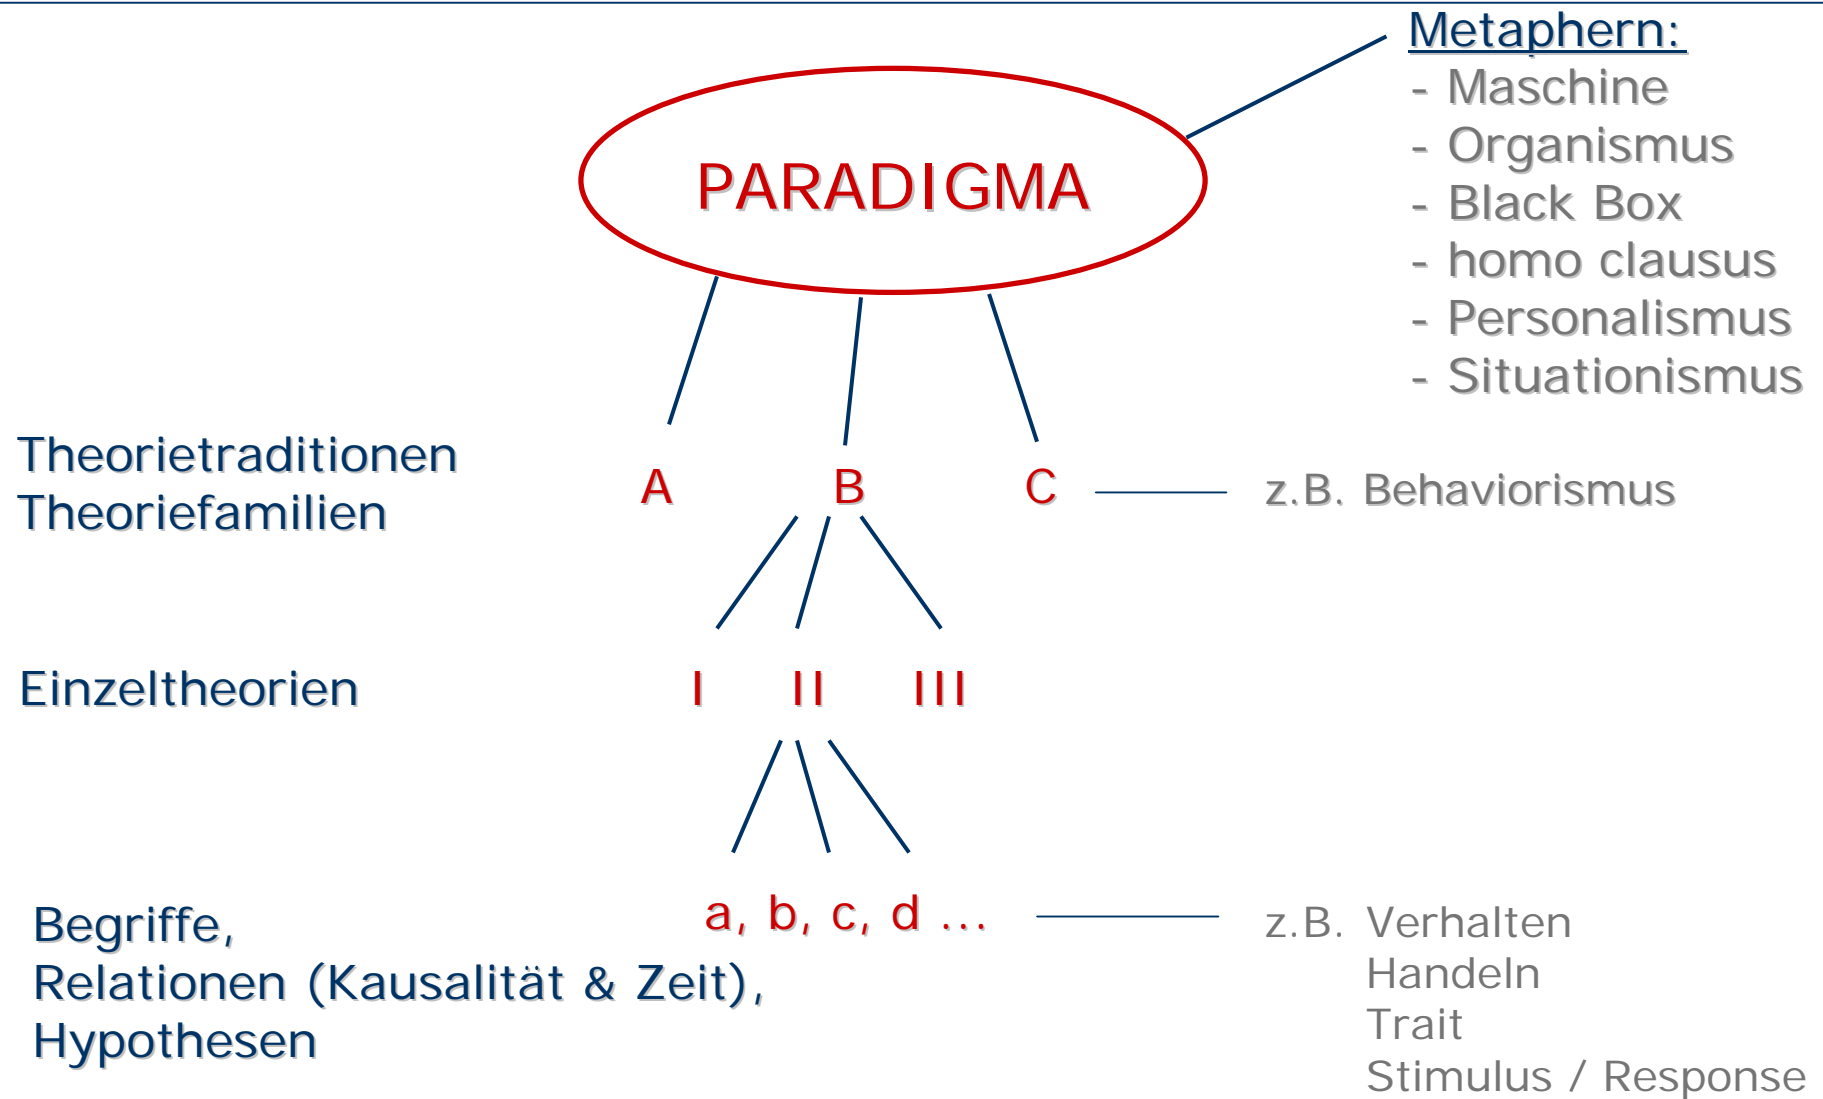 Metaphern:
- Maschine
- Organismus
- Black Box
- homo clausus
- Personalismus
- Situationismus
PARADIGMA
Theorietraditionen
Theoriefamilien
A B C
z.B. Behaviorismus
Einzeltheorien
I II III
Begriffe,
Relationen (Kausalität & Zeit),
Hypothesen
a, b, c, d ...
z.B. Verhalten
Handeln
Trait
Stimulus / Response